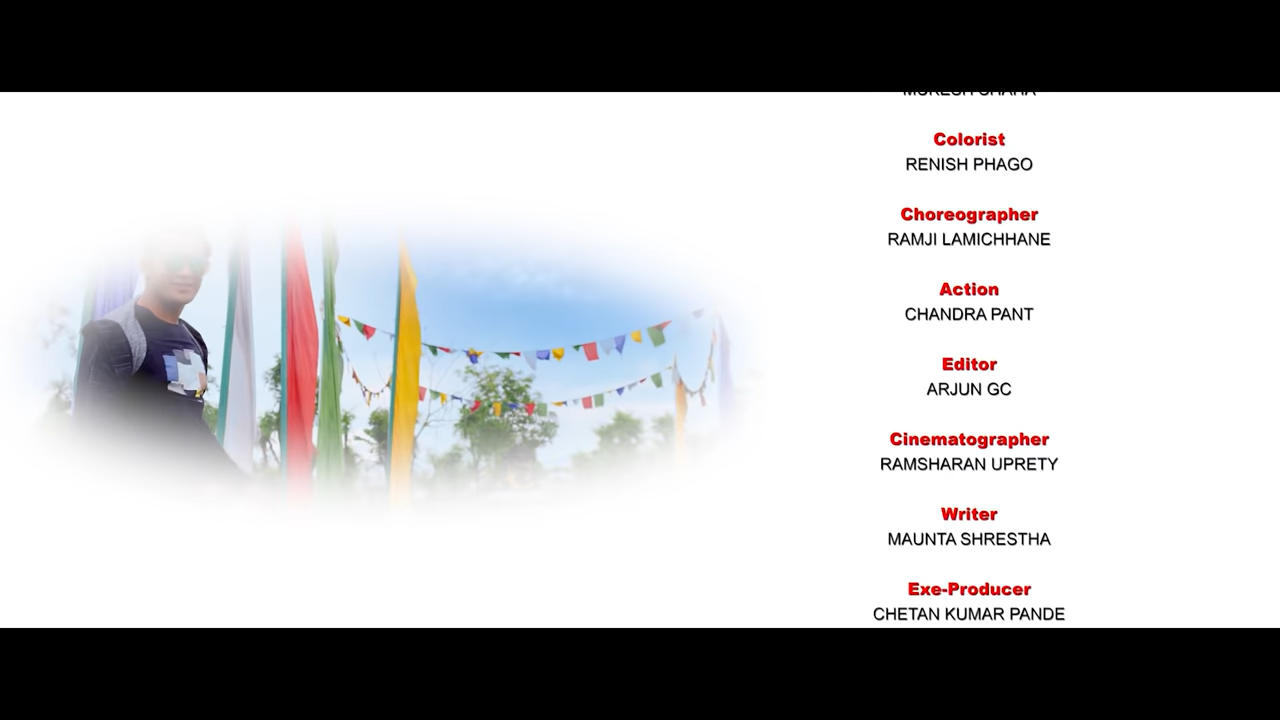 Colorist
RENISH PHAGO
Choreographer
RAMJI LAMICHHANE
Action
CHANDRA PANT
Editor
ARJUN GC
Cinematographer
RAMSHARAN UPRETY
Writer
MAUNTA SHRESTHA
Exe-Producer
CHETAN KUMAR PANDE